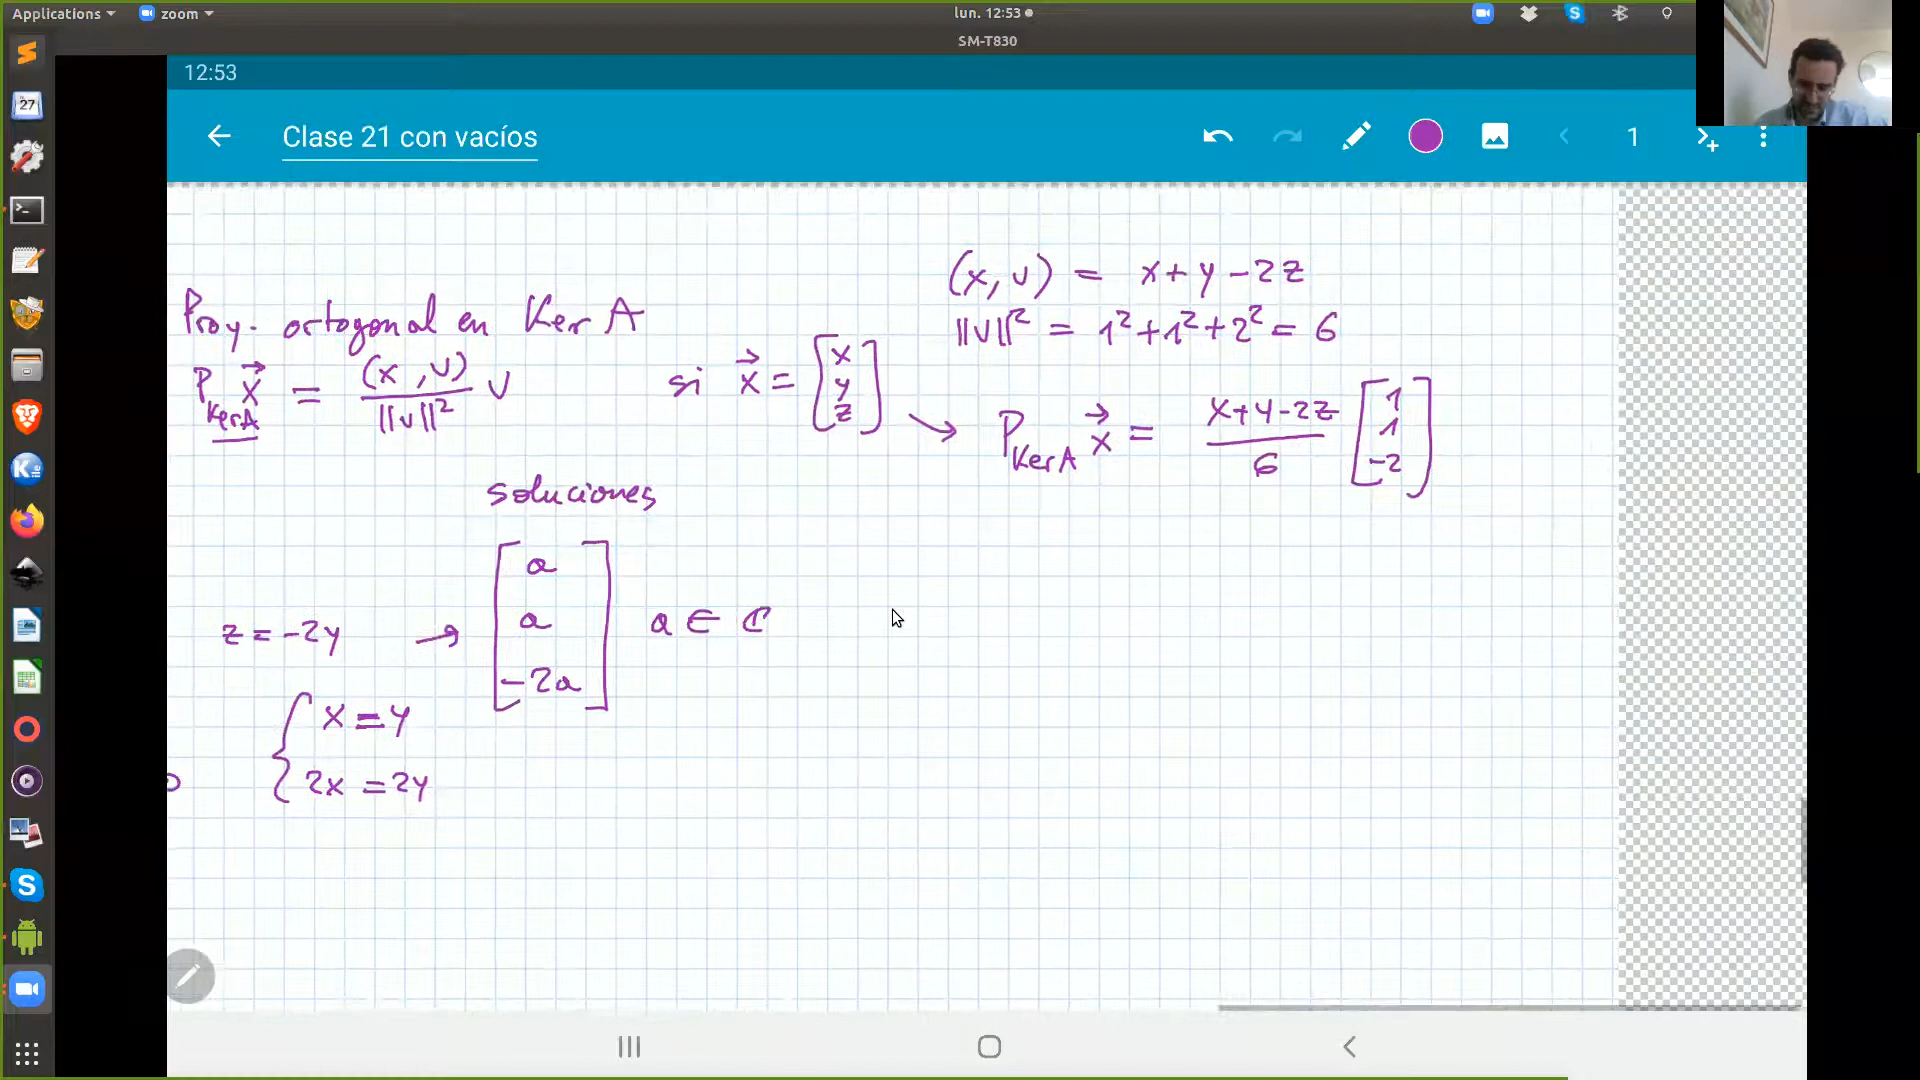 Applications
zoom
lun. 12:53
SM-T830
12:53
27
Clase 21 con vacíos
1
(x, v) = x+y-2z
||v||² = 1²+1²+2² = 6
Proy. ortogonal en Ker A
P_KerA x⃗ = (x, v) / ||v||² v
si x⃗ = [x y z]
P_KerA x⃗ = x+y-2z / 6 [1 1 -2]
soluciones
z = -2y → [a a -2a] a ∈ ℂ
{ x = y
2x = 2y